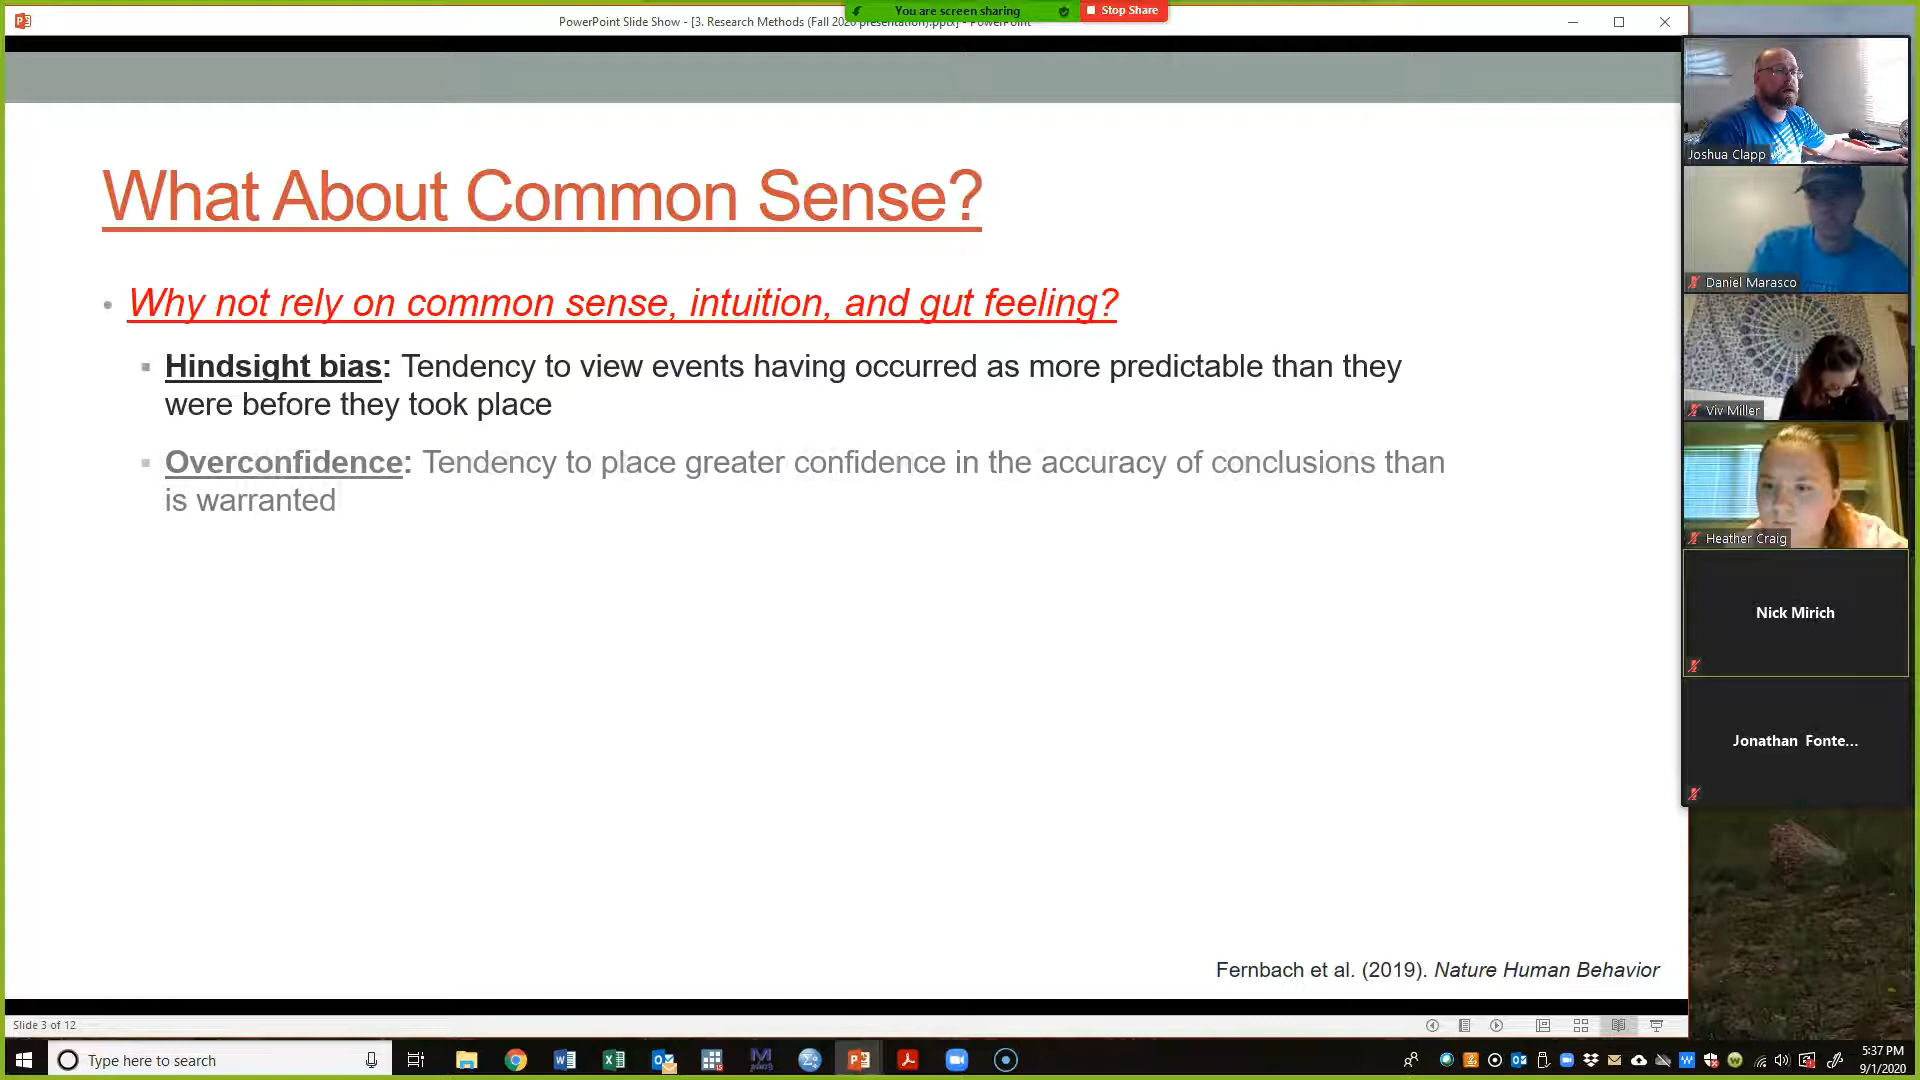 You are screen sharing
Stop Share
PowerPoint Slide Show - [3. Research Methods (Fall 2020 presentation).pptx] - PowerPoint
What About Common Sense?
Why not rely on common sense, intuition, and gut feeling?
Hindsight bias: Tendency to view events having occurred as more predictable than they
were before they took place
Overconfidence: Tendency to place greater confidence in the accuracy of conclusions than
is warranted
Fernbach et al. (2019). Nature Human Behavior
Joshua Clapp
Daniel Marasco
Viv Miller
Heather Craig
Nick Mirich
Jonathan Fonte...
Slide 3 of 12
Type here to search
5:37 PM
9/1/2020